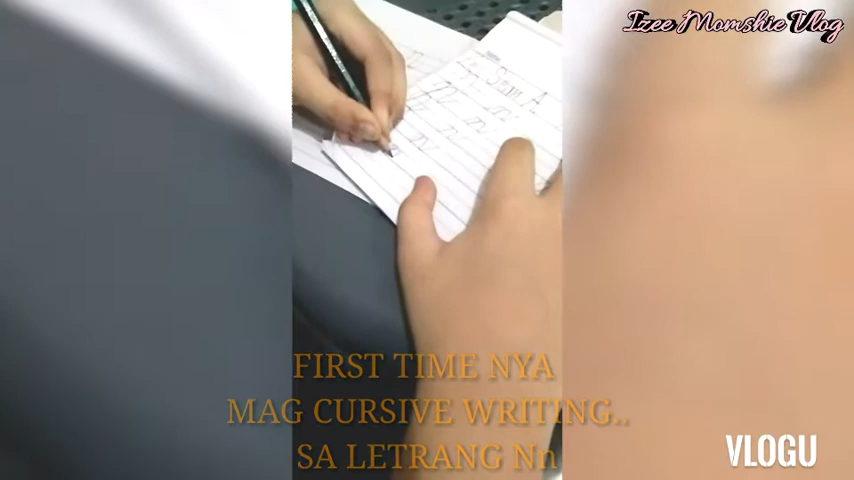 Izee Momshie Vlog
FIRST TIME NYA
MAG CURSIVE WRITING..
SA LETRANG Nn
VLOGU